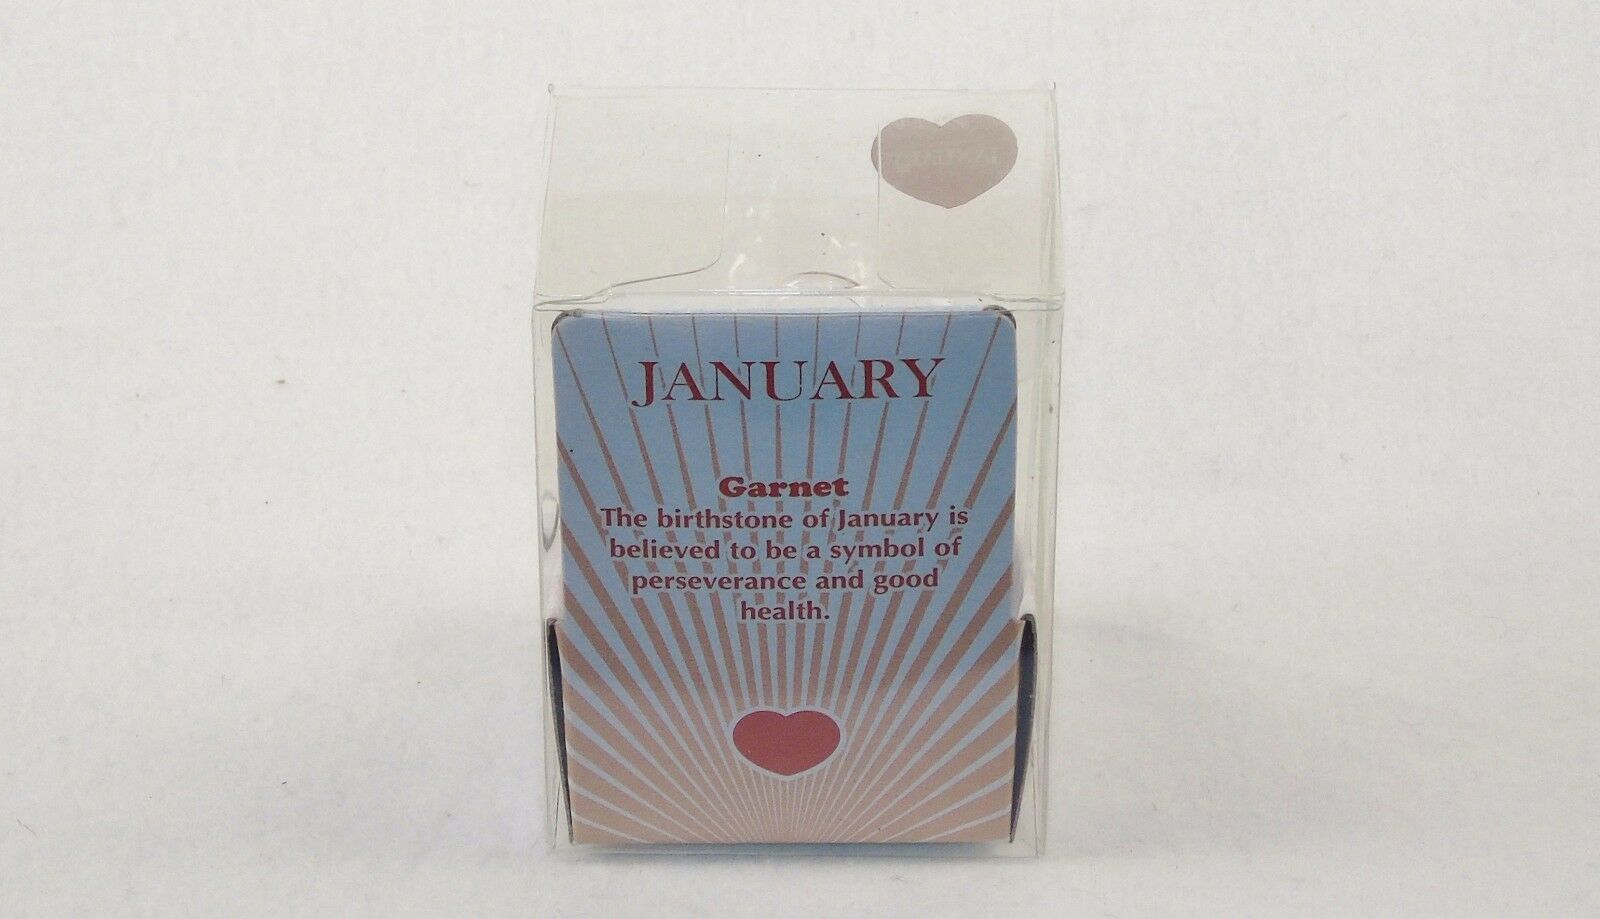 JANUARY
Garnet
The birthstone of January is
believed to be a symbol of
perseverance and good
health.